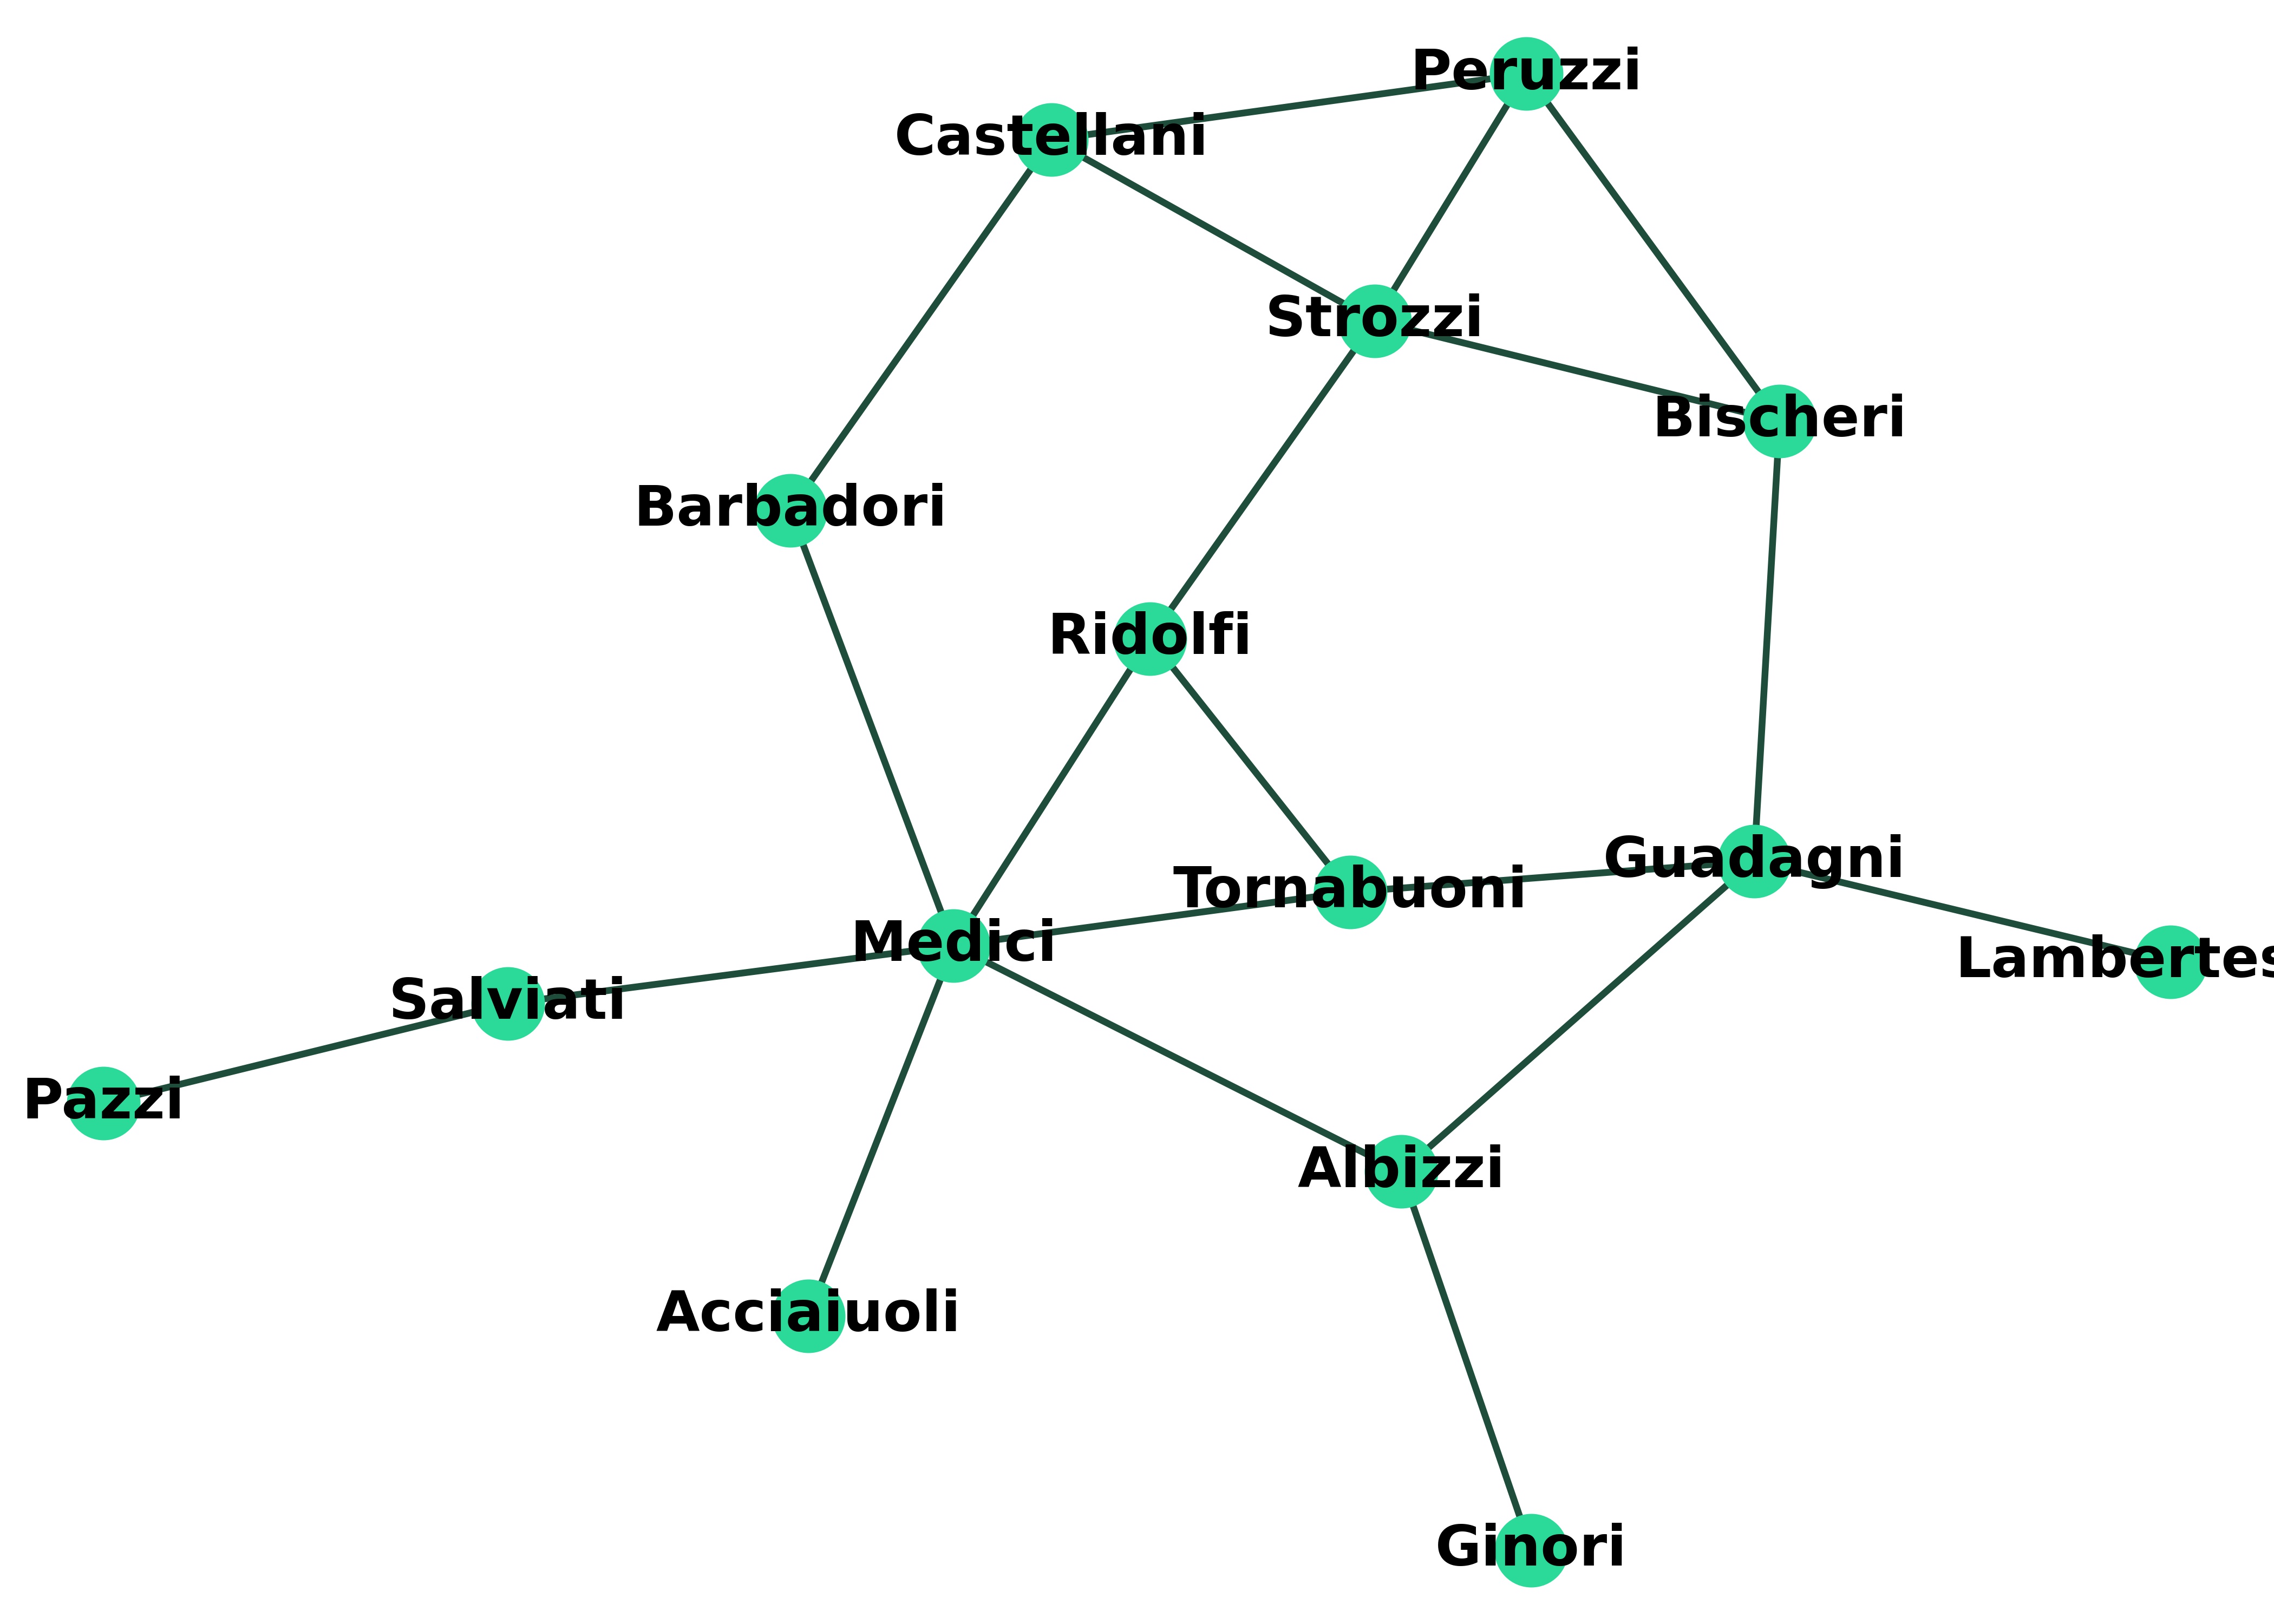 Peruzzi
Castellani
Strozzi
Bischeri
Barbadori
Ridolfi
Guadagni
Tornabuoni
Medici
Lambertes
Salviati
Pazzi
Albizzi
Acciaiuoli
Ginori